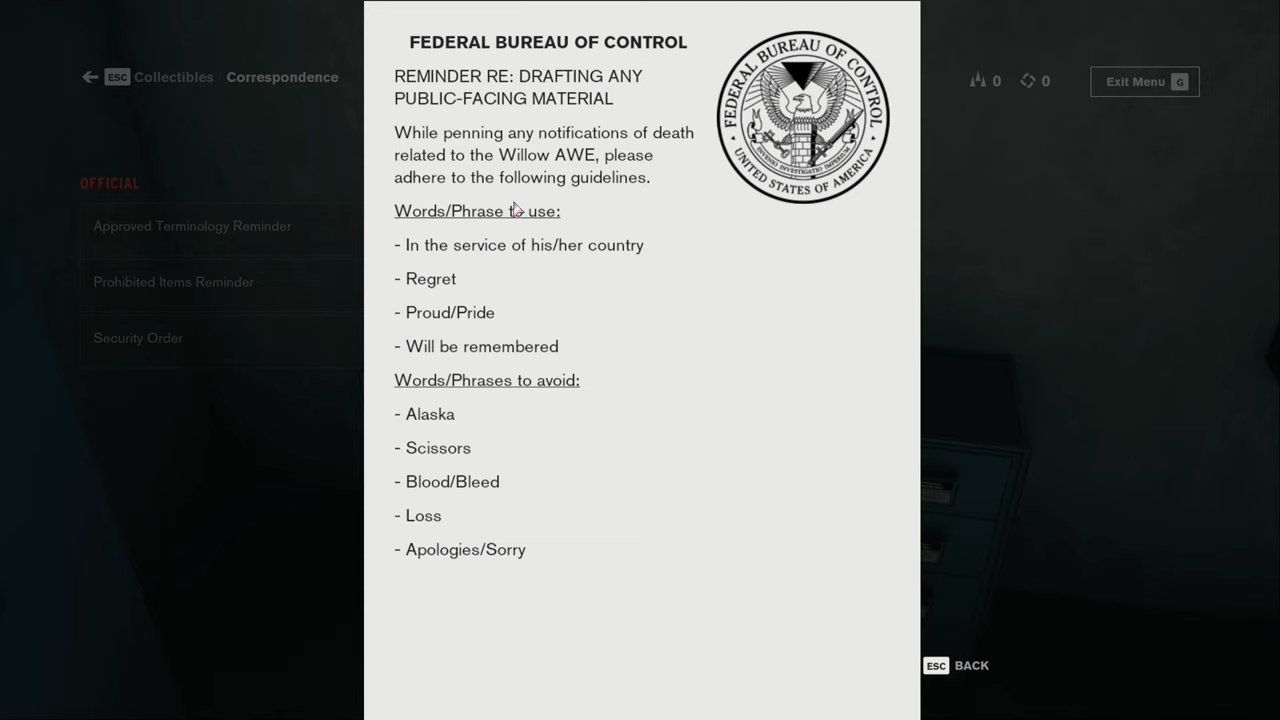 FEDERAL BUREAU OF CONTROL
REMINDER RE: DRAFTING ANY
PUBLIC-FACING MATERIAL
While penning any notifications of death
related to the Willow AWE, please
adhere to the following guidelines.
Words/Phrase to use:
- In the service of his/her country
- Regret
- Proud/Pride
- Will be remembered
Words/Phrases to avoid:
- Alaska
- Scissors
- Blood/Bleed
- Loss
- Apologies/Sorry
FEDERAL BUREAU OF CONTROL
INVENIO INVESTIGATIO IMPERIUM
UNITED STATES OF AMERICA
ESC Collectibles Correspondence
0 0
Exit Menu G
OFFICIAL
Approved Terminology Reminder
Prohibited Items Reminder
Security Order
ESC BACK